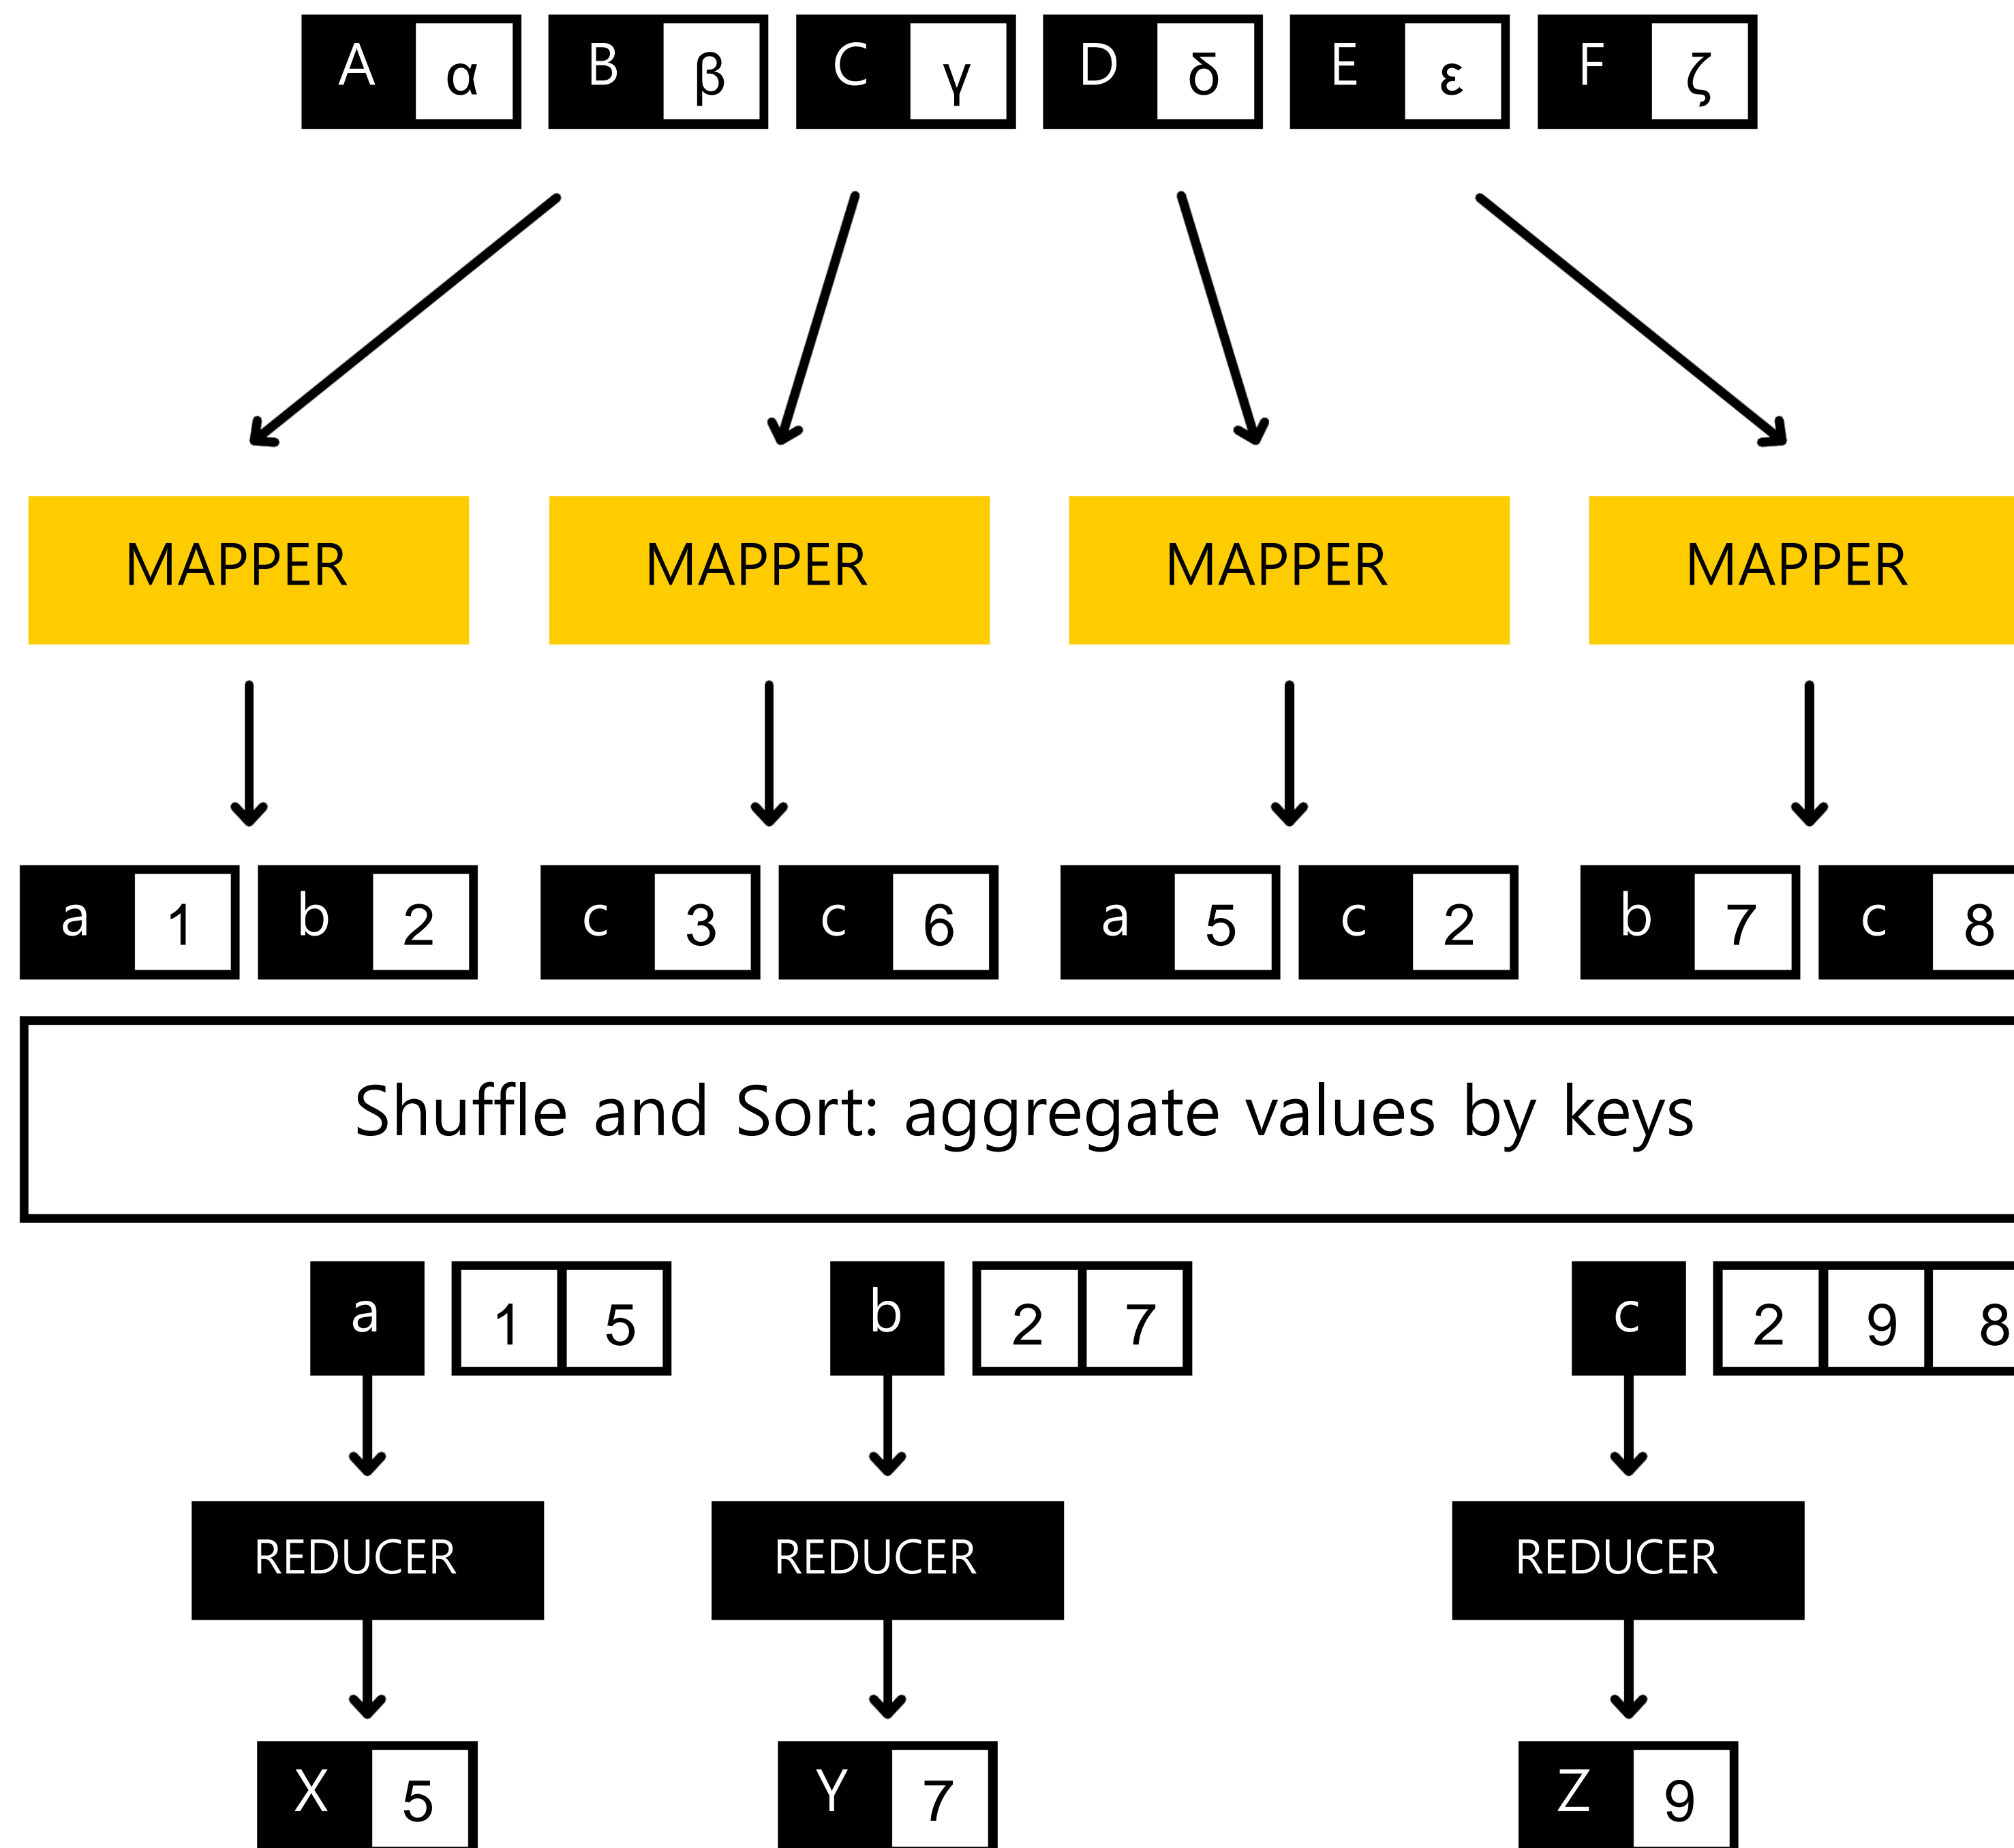 A α B β C γ D δ E ε F ζ
MAPPER MAPPER MAPPER MAPPER
a 1 b 2 c 3 c 6 a 5 c 2 b 7 c 8
Shuffle and Sort: aggregate values by keys
a 1 5 b 2 7 c 2 9 8
REDUCER REDUCER REDUCER
X 5 Y 7 Z 9